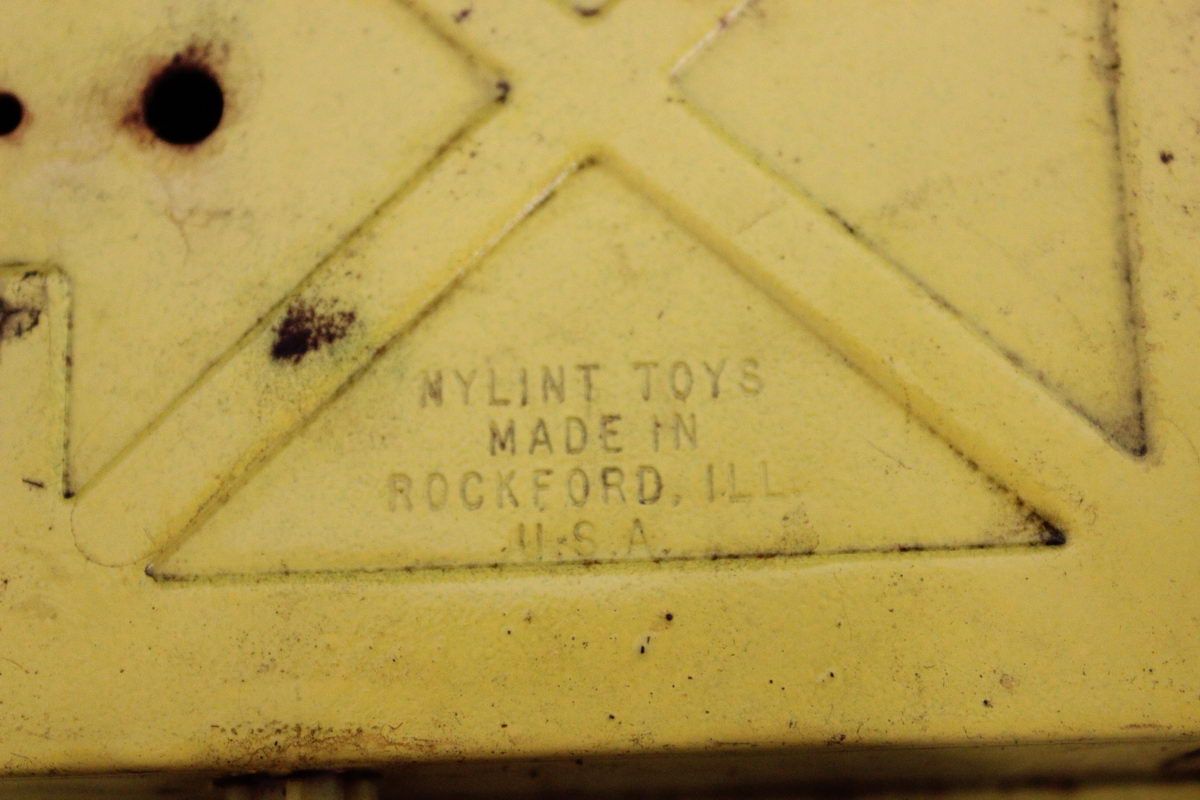 NYLINT TOYS
MADE IN
ROCKFORD, ILL.
U.S.A.